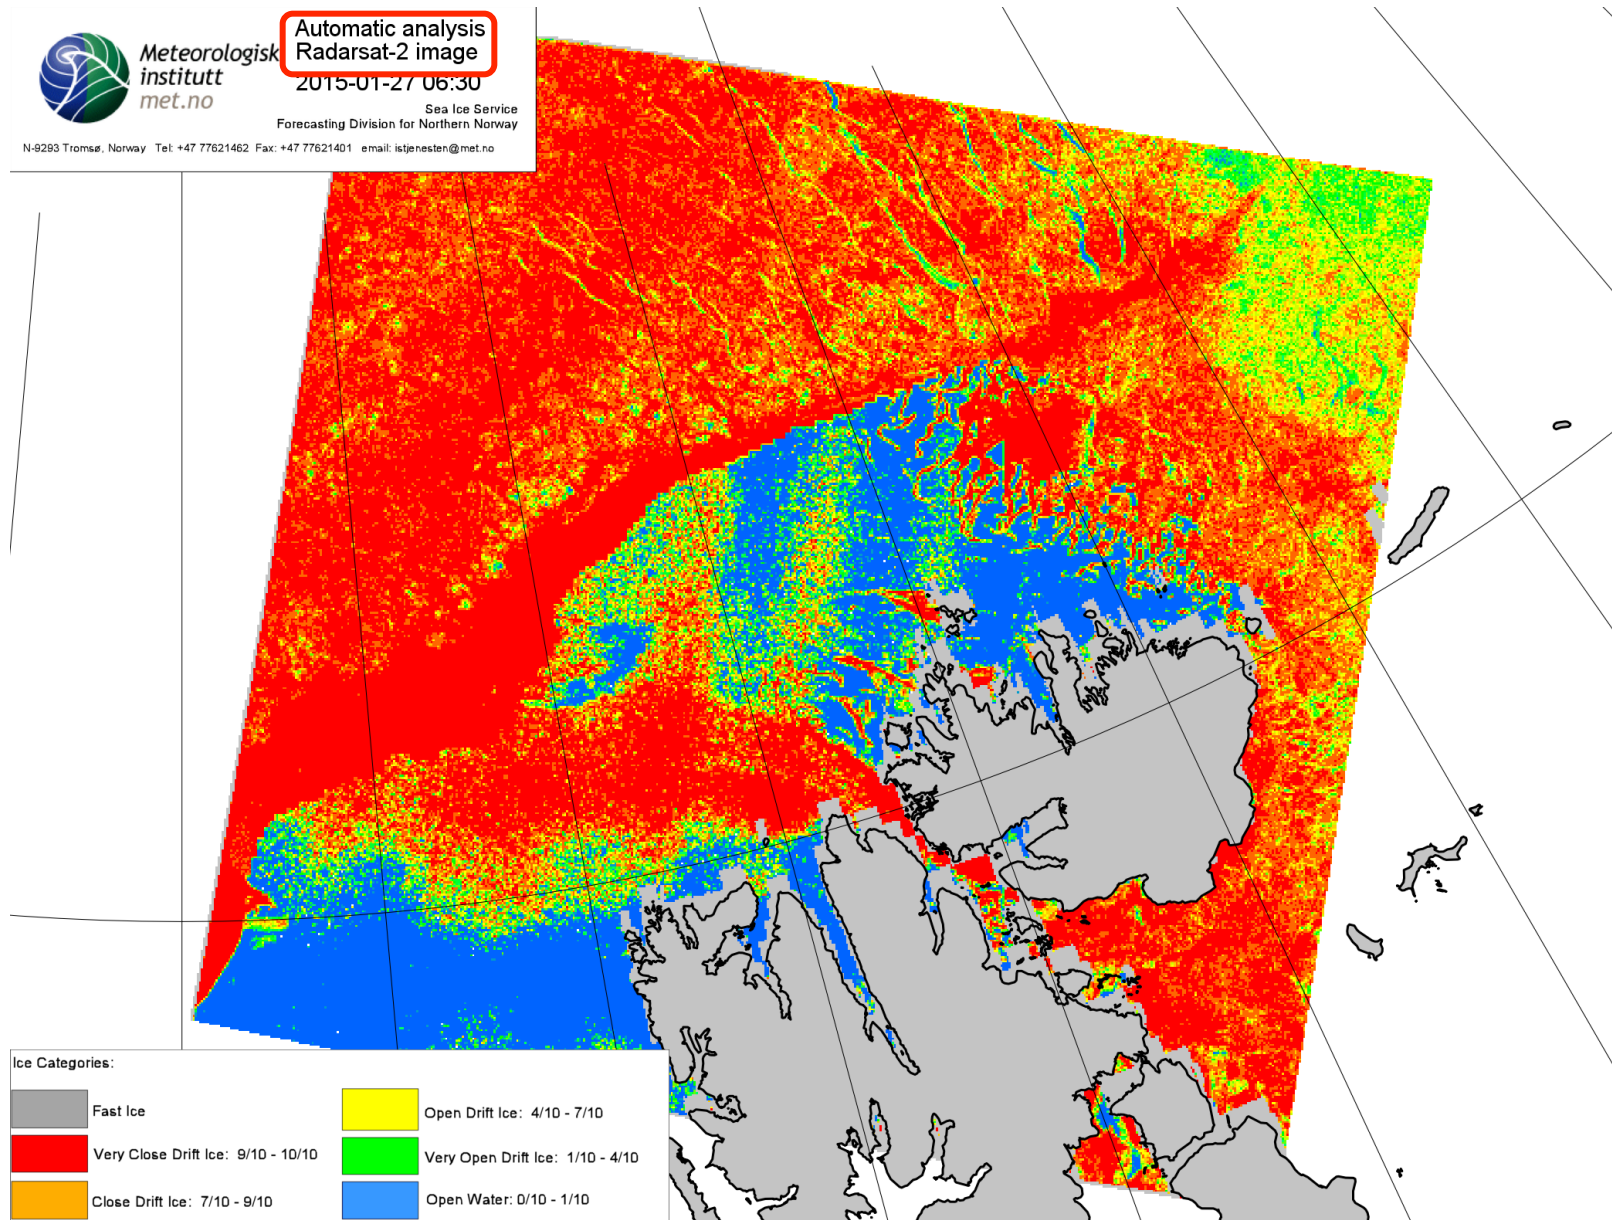 Meteorologisk
institutt
met.no
Automatic analysis
Radarsat-2 image
2015-01-27 06:30
Sea Ice Service
Forecasting Division for Northern Norway
N-9293 Tromsø, Norway Tel: +47 77621462 Fax: +47 77621401 email: istjenesten@met.no
Ice Categories:
Fast Ice
Very Close Drift Ice: 9/10 - 10/10
Close Drift Ice: 7/10 - 9/10
Open Drift Ice: 4/10 - 7/10
Very Open Drift Ice: 1/10 - 4/10
Open Water: 0/10 - 1/10